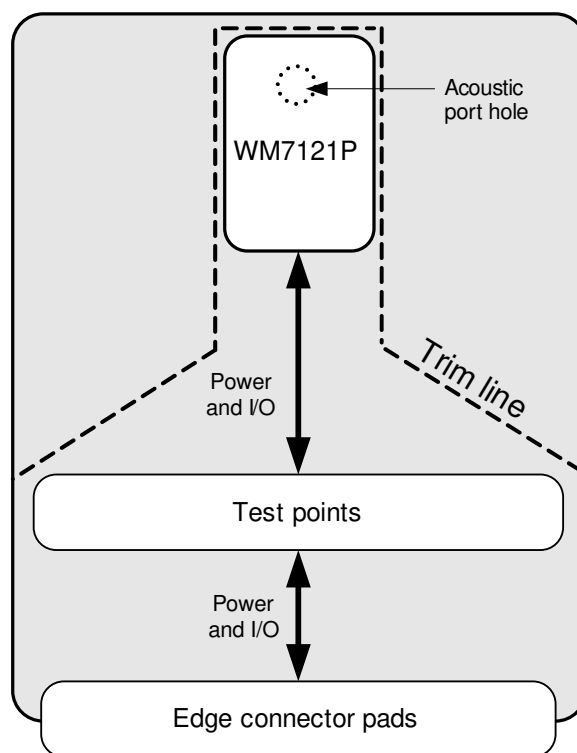 Acoustic
port hole
WM7121P
Trim line
Power
and I/O
Test points
Power
and I/O
Edge connector pads